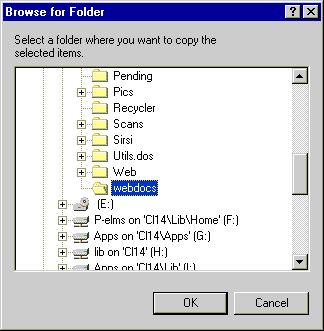 Browse for Folder
Select a folder where you want to copy the
selected items.
Pending
Pics
Recycler
Scans
Sirsi
Utils.dos
Web
webdocs
(E:)
P-elms on 'Cl14\Lib\Home' (F:)
Apps on 'Cl14\Apps' (G:)
lib on 'Cl14' (H:)
Apps on 'Cl14\Lib' (I:)
OK
Cancel